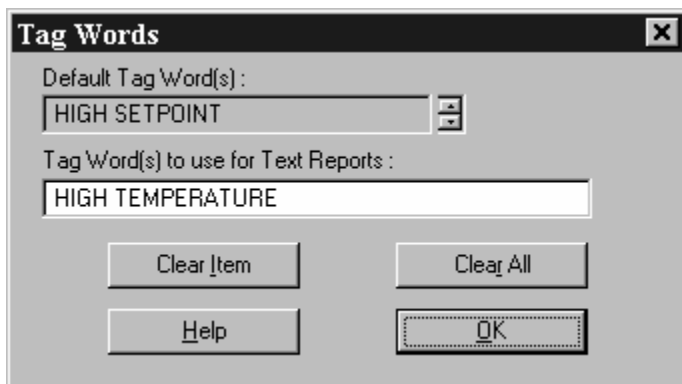 Tag Words
Default Tag Word(s) :
HIGH SETPOINT
Tag Word(s) to use for Text Reports :
HIGH TEMPERATURE
Clear Item Clear All
Help OK